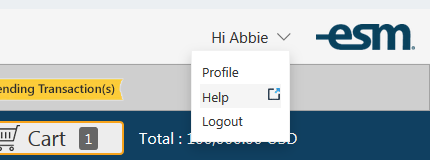 Hi Abbie
esm
Profile
ending Transaction(s)
Help
Logout
Cart 1
Total :